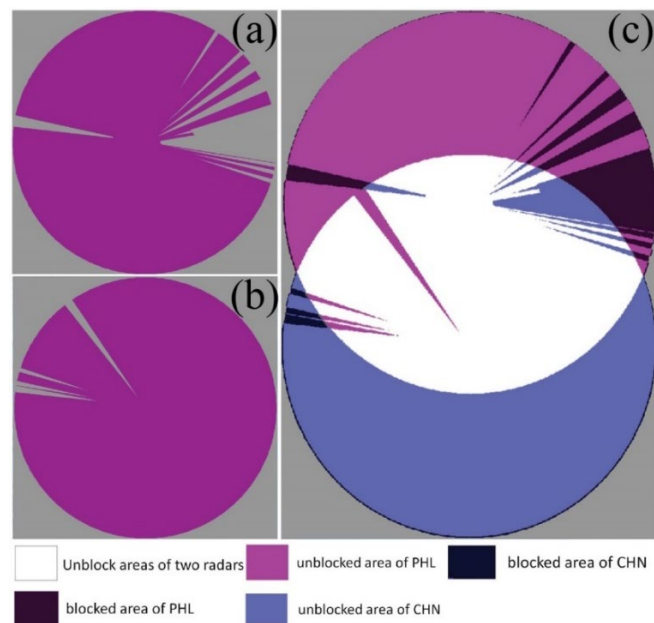 (a)
(c)
(b)
Unblock areas of two radars
unblocked area of PHL
blocked area of CHN
blocked area of PHL
unblocked area of CHN